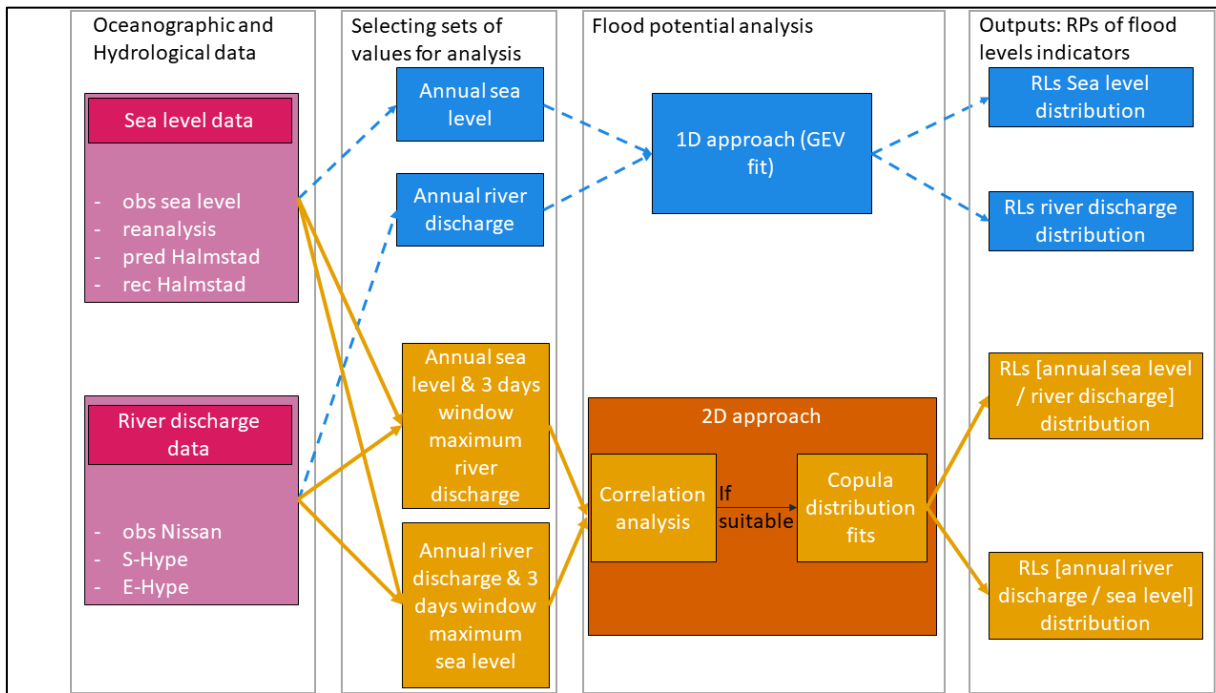 Oceanographic and
Hydrological data
Sea level data
- obs sea level
- reanalysis
- pred Halmstad
- rec Halmstad
River discharge
data
- obs Nissan
- S-Hype
- E-Hype
Selecting sets of
values for analysis
Annual sea
level
Annual river
discharge
Annual sea
level & 3 days
window
maximum
river
discharge
Annual river
discharge & 3
days window
maximum
sea level
Flood potential analysis
1D approach (GEV
fit)
2D approach
Correlation
analysis
If
suitable
Copula
distribution
fits
Outputs: RPs of flood
levels indicators
RLs Sea level
distribution
RLs river discharge
distribution
RLs [annual sea level
/ river discharge]
distribution
RLs [annual river
discharge / sea level]
distribution